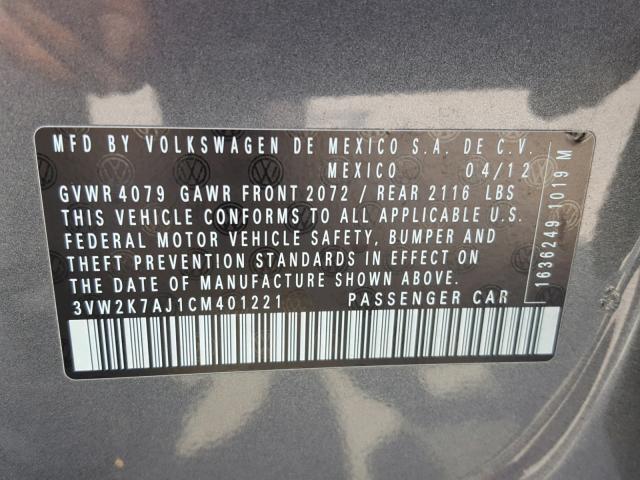 MFD BY VOLKSWAGEN DE MEXICO S.A. DE C.V.
MEXICO 04/12
GVWR 4079 GAWR FRONT 2072 / REAR 2116 LBS
THIS VEHICLE CONFORMS TO ALL APPLICABLE U.S.
FEDERAL MOTOR VEHICLE SAFETY, BUMPER AND
THEFT PREVENTION STANDARDS IN EFFECT ON
THE DATE OF MANUFACTURE SHOWN ABOVE.
3VW2K7AJ1CM401221 PASSENGER CAR
1636249 1019 M